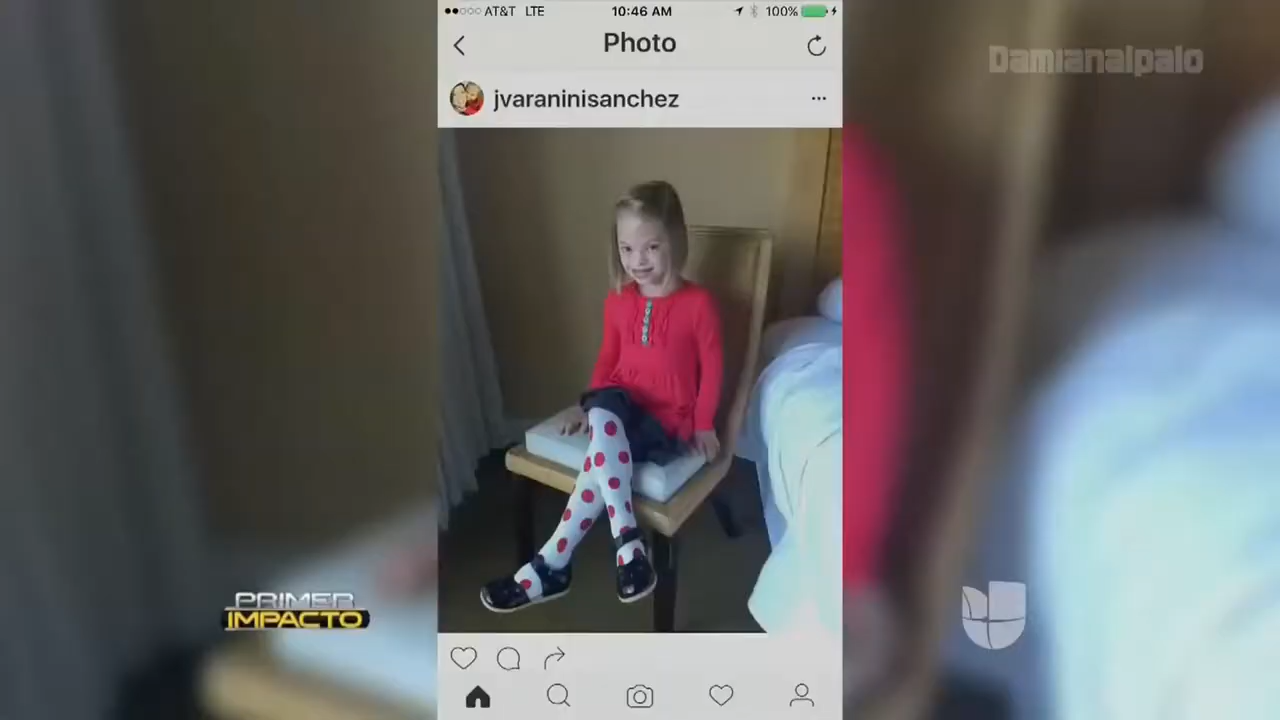 AT&T LTE 10:46 AM 100%
Photo
Damianalpalo
jvaraninisanchez
PRIMER
IMPACTO